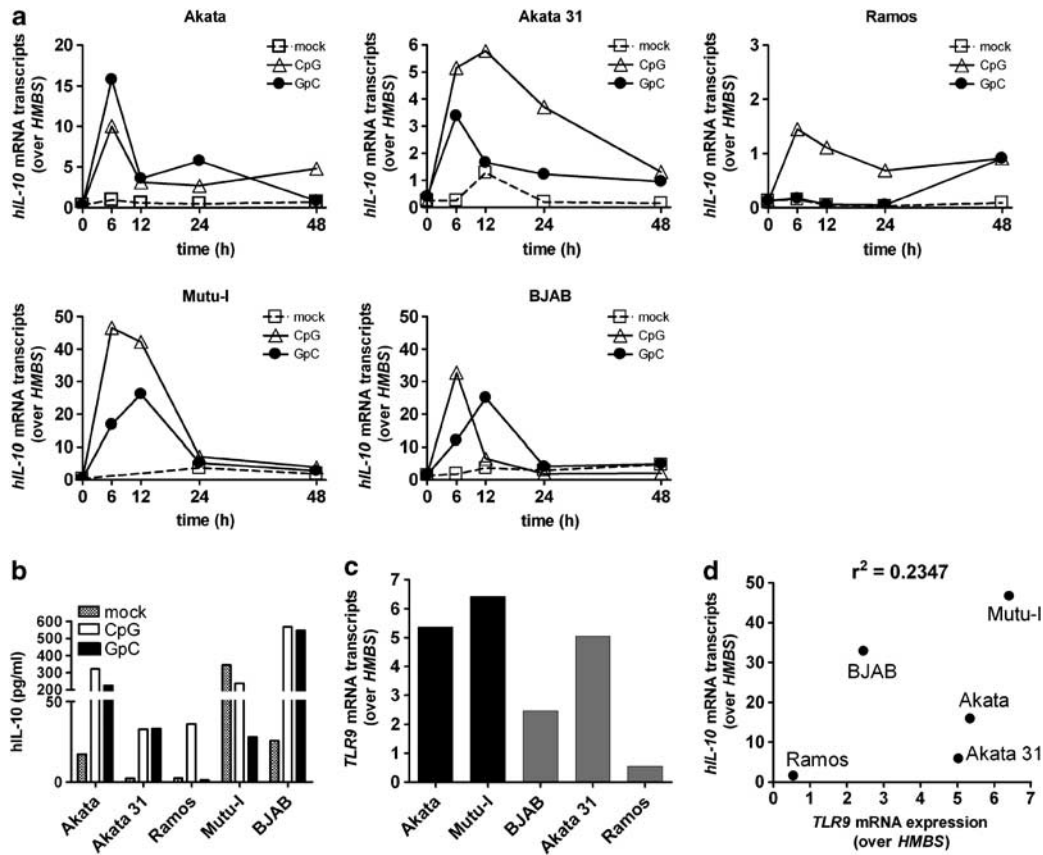 a
Akata
hIL-10 mRNA transcripts
(over HMBS)
20
15
10
5
0
0 6 12 24 48
time (h)
mock
CpG
GpC
Akata 31
hIL-10 mRNA transcripts
(over HMBS)
6
5
4
3
2
1
0
0 6 12 24 48
time (h)
mock
CpG
GpC
Ramos
hIL-10 mRNA transcripts
(over HMBS)
3
2
1
0
0 6 12 24 48
time (h)
mock
CpG
GpC
Mutu-I
hIL-10 mRNA transcripts
(over HMBS)
50
40
30
20
10
0
0 6 12 24 48
time (h)
mock
CpG
GpC
BJAB
hIL-10 mRNA transcripts
(over HMBS)
50
40
30
20
10
0
0 6 12 24 48
time (h)
mock
CpG
GpC
b
hIL-10 (pg/ml)
600
500
400
300
200
50
0
mock
CpG
GpC
Akata
Akata 31
Ramos
Mutu-I
BJAB
c
TLR9 mRNA transcripts
(over HMBS)
7
6
5
4
3
2
1
0
Akata
Mutu-I
BJAB
Akata 31
Ramos
d
r² = 0.2347
hIL-10 mRNA transcripts
(over HMBS)
50
40
30
20
10
0
Mutu-I
BJAB
Akata
Akata 31
Ramos
0 1 2 3 4 5 6 7
TLR9 mRNA expression
(over HMBS)